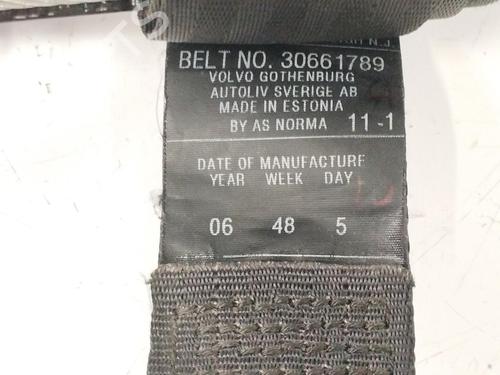 BELT NO. 30661789
VOLVO GOTHENBURG
AUTOLIV SVERIGE AB
MADE IN ESTONIA
BY AS NORMA 11-1
DATE OF MANUFACTURE
YEAR WEEK DAY
06 48 5